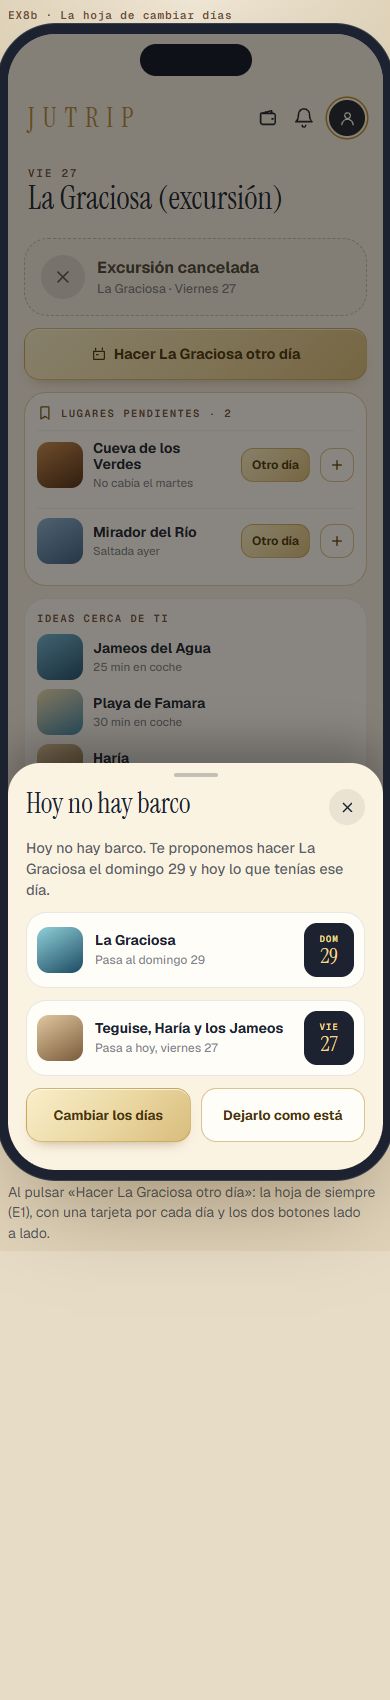 EX8b · La hoja de cambiar días
JUTRIP
VIE 27
La Graciosa (excursión)
Excursión cancelada
La Graciosa · Viernes 27
Hacer La Graciosa otro día
LUGARES PENDIENTES · 2
Cueva de los
Verdes
No cabía el martes
Otro día
Mirador del Río
Saltada ayer
Otro día
IDEAS CERCA DE TI
Jameos del Agua
25 min en coche
Playa de Famara
30 min en coche
Haría
Hoy no hay barco
Hoy no hay barco. Te proponemos hacer La
Graciosa el domingo 29 y hoy lo que tenías ese
día.
La Graciosa
Pasa al domingo 29
DOM
29
Teguise, Haría y los Jameos
Pasa a hoy, viernes 27
VIE
27
Cambiar los días
Dejarlo como está
Al pulsar «Hacer La Graciosa otro día»: la hoja de siempre
(E1), con una tarjeta por cada día y los dos botones lado
a lado.